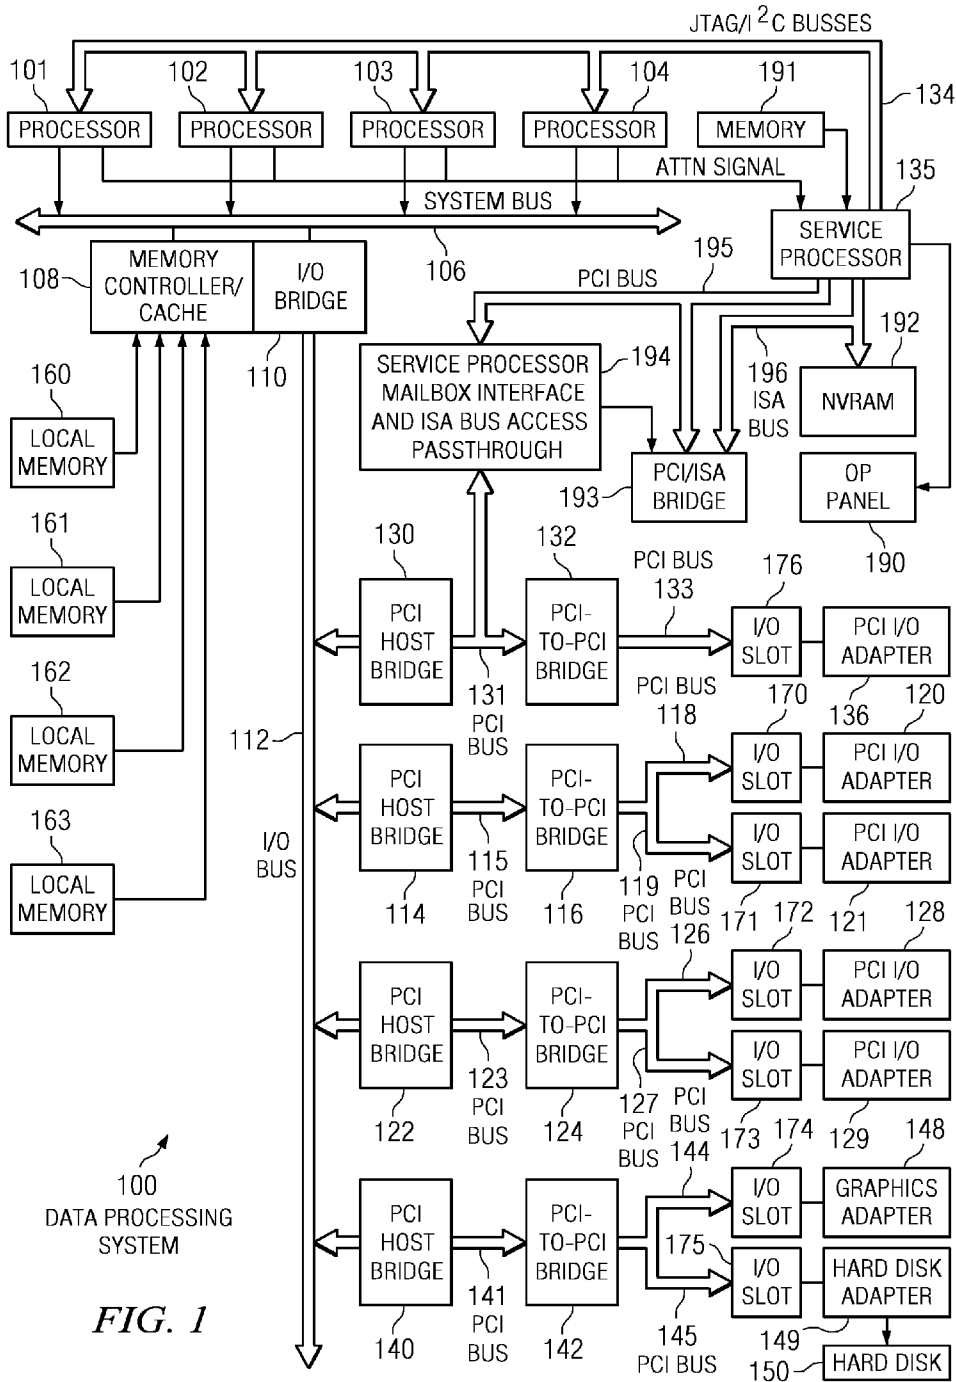 JTAG/I²C BUSSES
101
102
103
104
191
134
PROCESSOR
PROCESSOR
PROCESSOR
PROCESSOR
MEMORY
ATTN SIGNAL
135
SYSTEM BUS
SERVICE
PROCESSOR
108
MEMORY
CONTROLLER/
CACHE
I/O
BRIDGE
106
195
PCI BUS
110
194
192
196
ISA
BUS
160
LOCAL
MEMORY
SERVICE PROCESSOR
MAILBOX INTERFACE
AND ISA BUS ACCESS
PASSTHROUGH
NVRAM
193
PCI/ISA
BRIDGE
OP
PANEL
190
161
LOCAL
MEMORY
130
132
PCI BUS
133
176
PCI
HOST
BRIDGE
PCI-
TO-PCI
BRIDGE
I/O
SLOT
PCI I/O
ADAPTER
131
PCI
BUS
136
162
LOCAL
MEMORY
112
PCI BUS
118
170
120
PCI
HOST
BRIDGE
PCI-
TO-PCI
BRIDGE
I/O
SLOT
PCI I/O
ADAPTER
I/O
BUS
163
LOCAL
MEMORY
114
115
PCI
BUS
116
119
PCI
BUS
I/O
SLOT
PCI I/O
ADAPTER
171
121
PCI
BUS
126
172
128
PCI
HOST
BRIDGE
PCI-
TO-PCI
BRIDGE
I/O
SLOT
PCI I/O
ADAPTER
122
123
PCI
BUS
124
127
PCI
BUS
I/O
SLOT
PCI I/O
ADAPTER
173
129
PCI
BUS
144
174
148
100
DATA PROCESSING
SYSTEM
PCI
HOST
BRIDGE
PCI-
TO-PCI
BRIDGE
I/O
SLOT
GRAPHICS
ADAPTER
175
I/O
SLOT
HARD DISK
ADAPTER
140
141
PCI
BUS
142
145
PCI BUS
149
150
HARD DISK
FIG. 1